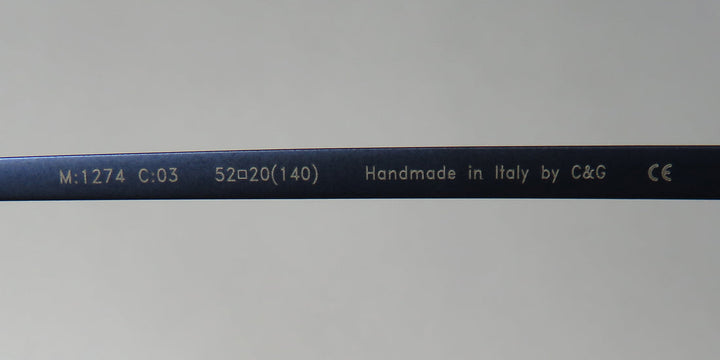 M:1274 C:03 52□20(140) Handmade in Italy by C&G CE